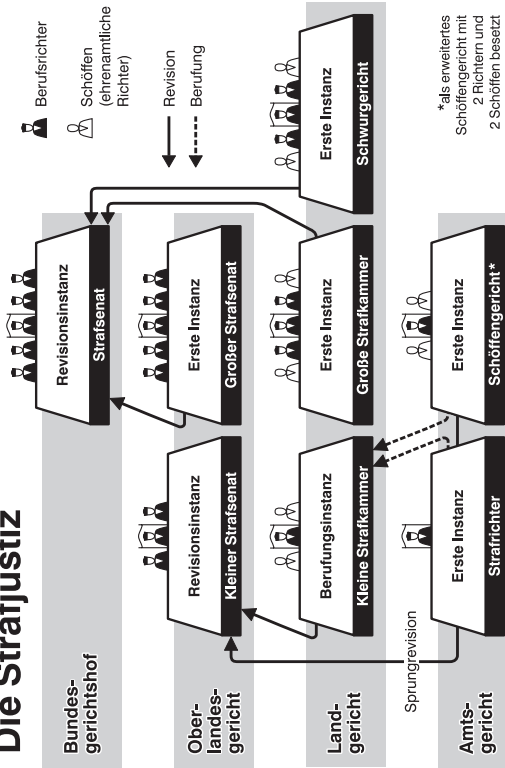 Die Strafjustiz
Berufsrichter
Schöffen
(ehrenamtliche
Richter)
Revision
Berufung
Bundes-
gerichtshof
Revisionsinstanz
Strafsenat
Ober-
landes-
gericht
Revisionsinstanz
Kleiner Strafsenat
Erste Instanz
Großer Strafsenat
Land-
gericht
Berufungsinstanz
Kleine Strafkammer
Erste Instanz
Große Strafkammer
Erste Instanz
Schwurgericht
Sprungrevision
Amts-
gericht
Erste Instanz
Strafrichter
Erste Instanz
Schöffengericht*
*als erweitertes
Schöffengericht mit
2 Richtern und
2 Schöffen besetzt